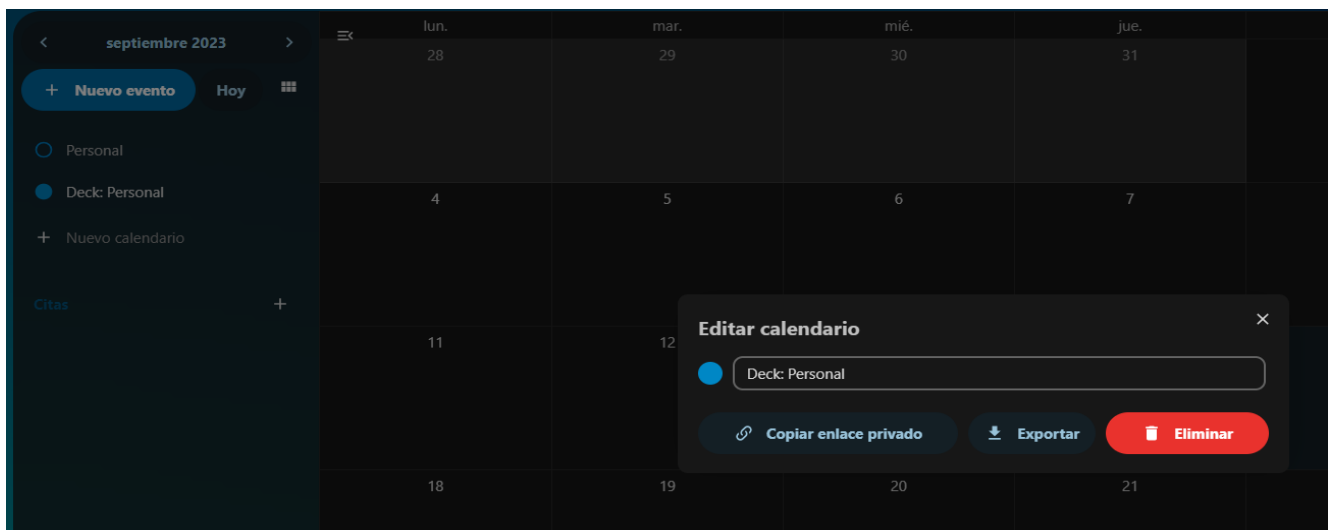 septiembre 2023
+ Nuevo evento
Hoy
Personal
Deck: Personal
+ Nuevo calendario
Citas +
lun. mar. mié. jue.
28 29 30 31
4 5 6 7
11 12
18 19 20 21
Editar calendario
Deck: Personal
Copiar enlace privado
Exportar
Eliminar